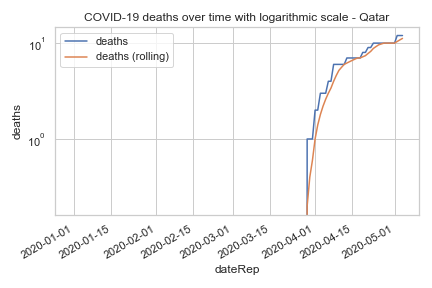 COVID-19 deaths over time with logarithmic scale - Qatar
deaths
deaths (rolling)
10^1
10^0
deaths
2020-01-01
2020-01-15
2020-02-01
2020-02-15
2020-03-01
2020-03-15
2020-04-01
2020-04-15
2020-05-01
dateRep